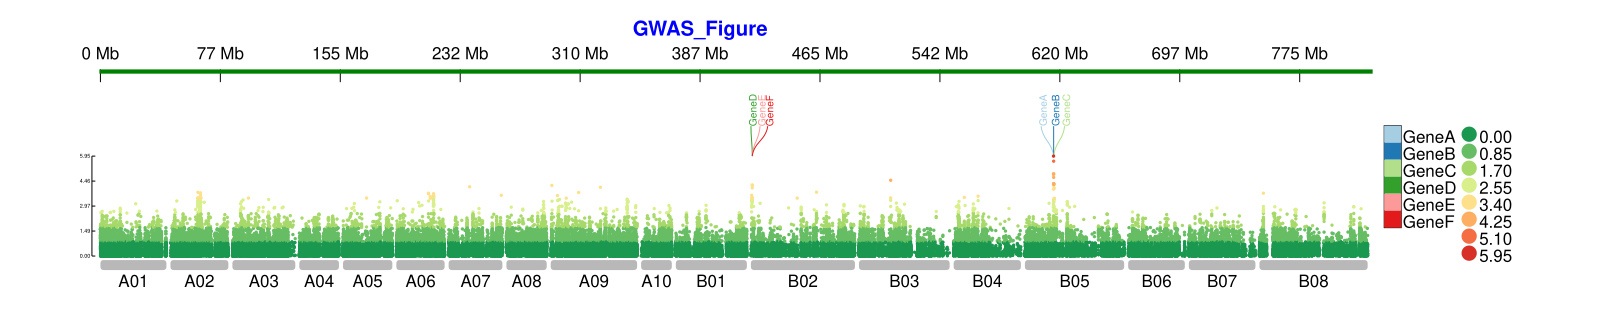 GWAS_Figure
0 Mb 77 Mb 155 Mb 232 Mb 310 Mb 387 Mb 465 Mb 542 Mb 620 Mb 697 Mb 775 Mb
GeneD GeneE GeneF GeneA GeneB GeneC
5.95
4.46
2.97
1.49
0.00
A01 A02 A03 A04 A05 A06 A07 A08 A09 A10 B01 B02 B03 B04 B05 B06 B07 B08
GeneA 0.00
GeneB 0.85
GeneC 1.70
GeneD 2.55
GeneE 3.40
GeneF 4.25
5.10
5.95